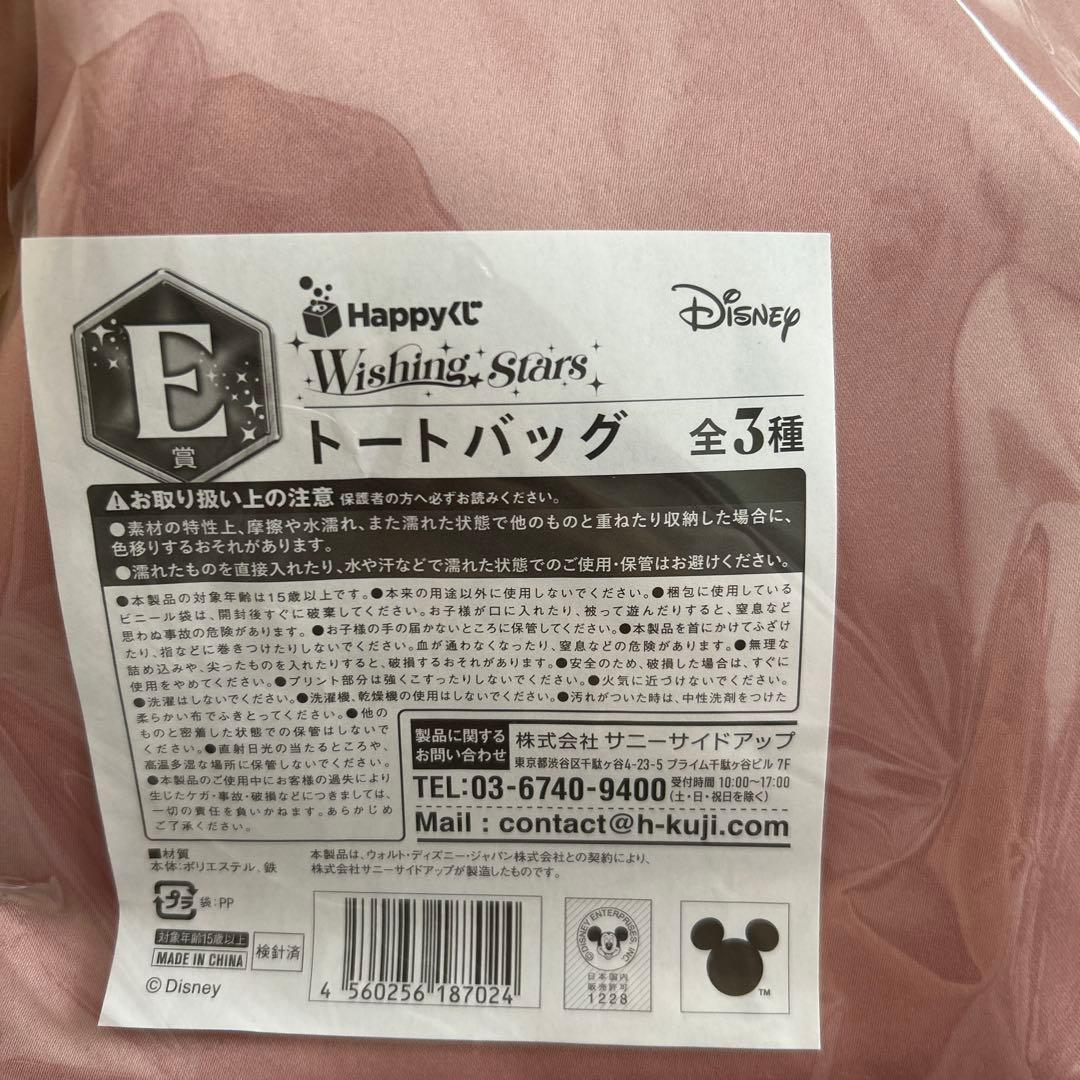 E
賞
Happyくじ
Disney
Wishing Stars
トートバッグ 全3種
お取り扱い上の注意 保護者の方へ必ずお読みください。
●素材の特性上、摩擦や水濡れ、また濡れた状態で他のものと重ねたり収納した場合に、
色移りするおそれがあります。
●濡れたものを直接入れたり、水や汗などで濡れた状態でのご使用・保管はお避けください。
●本製品の対象年齢は15歳以上です。●本来の用途以外に使用しないでください。●梱包に使用している
ビニール袋は、開封後すぐに破棄してください。お子様が口に入れたり、被って遊んだりすると、窒息など
思わぬ事故の危険があります。●お子様の手の届かないところに保管してください。●本製品を首にかけてふざけ
たり、指などに巻きつけたりしないでください。血が通わなくなったり、窒息などの危険があります。●無理な
詰め込みや、尖ったものを入れたりすると、破損するおそれがあります。●安全のため、破損した場合は、すぐに
使用をやめてください。●プリント部分は強くこすったりしないでください。●火気に近づけないでください。
●洗濯はしないでください。●洗濯機、乾燥機の使用はしないでください。●汚れがついた時は、中性洗剤をつけた
柔らかい布でふきとってください。●他の
ものと密着した状態での保管はしないで
ください。●直射日光の当たるところや、
高温多湿な場所に保管しないでください。
●本製品のご使用中にお客様の過失により
生じたケガ・事故・破損などにつきましては、
一切の責任を負いかねます。あらかじめ
ご了承ください。
製品に関する
お問い合わせ
株式会社 サニーサイドアップ
東京都渋谷区千駄ヶ谷4-23-5 プライム千駄ヶ谷ビル 7F
TEL:03-6740-9400 受付時間 10:00〜17:00
(土・日・祝日を除く)
Mail : contact@h-kuji.com
■材質
本体:ポリエステル、鉄
本製品は、ウォルト・ディズニー・ジャパン株式会社との契約により、
株式会社サニーサイドアップが製造したものです。
プラ 袋:PP
対象年齢15歳以上
MADE IN CHINA
検針済
©Disney
4 560256 187024
©DISNEY ENTERPRISES, INC.
日本国内
販売許可
1228
TM